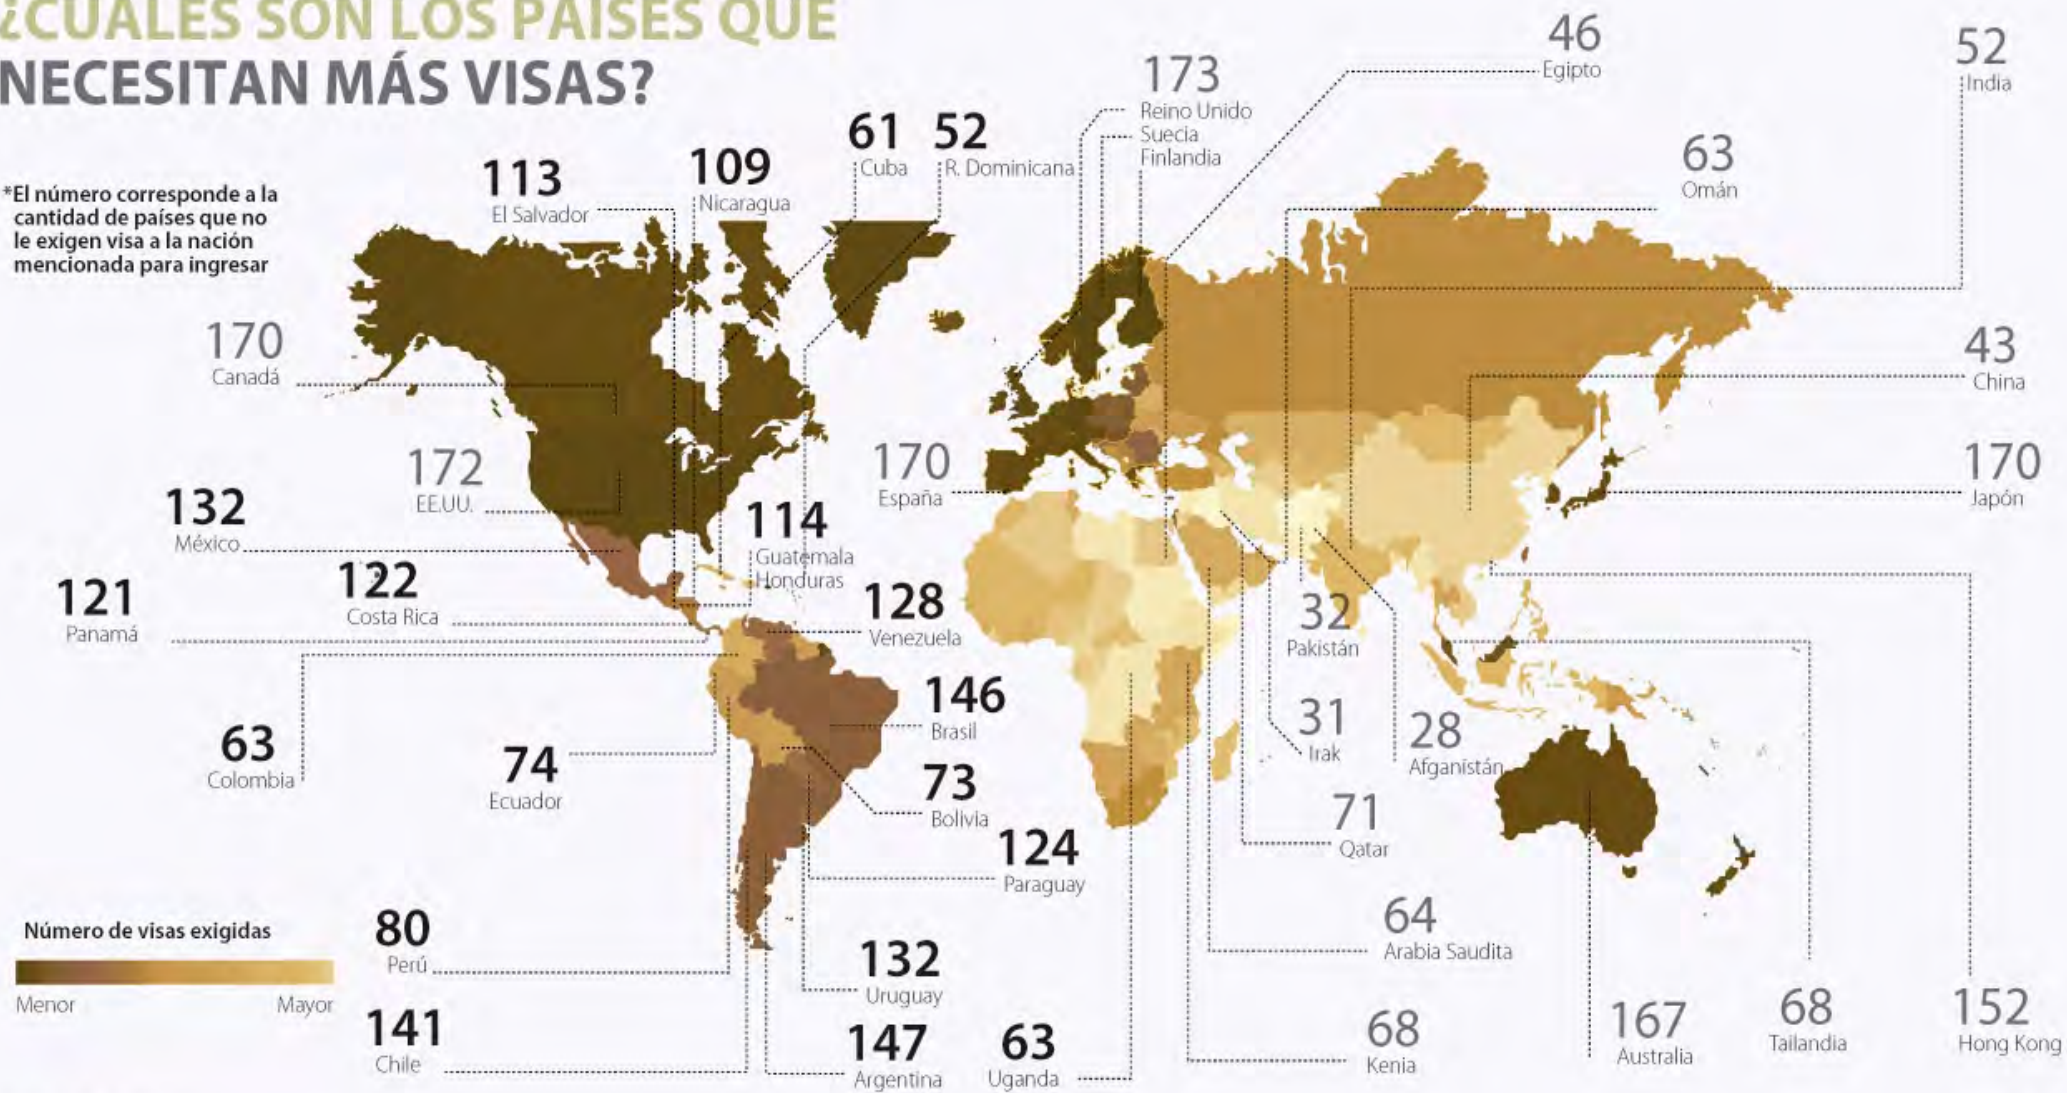 ¿CUÁLES SON LOS PAÍSES QUE
NECESITAN MÁS VISAS?
*El número corresponde a la
cantidad de países que no
le exigen visa a la nación
mencionada para ingresar
113
El Salvador
109
Nicaragua
61
Cuba
52
R. Dominicana
173
Reino Unido
Suecia
Finlandia
46
Egipto
52
India
63
Omán
170
Canadá
43
China
172
EE.UU.
170
España
170
Japón
132
México
114
Guatemala
Honduras
121
Panamá
122
Costa Rica
128
Venezuela
32
Pakistán
146
Brasil
31
Irak
28
Afganistán
63
Colombia
74
Ecuador
73
Bolivia
71
Qatar
124
Paraguay
64
Arabia Saudita
Número de visas exigidas
Menor
Mayor
80
Perú
132
Uruguay
141
Chile
147
Argentina
63
Uganda
68
Kenia
167
Australia
68
Tailandia
152
Hong Kong